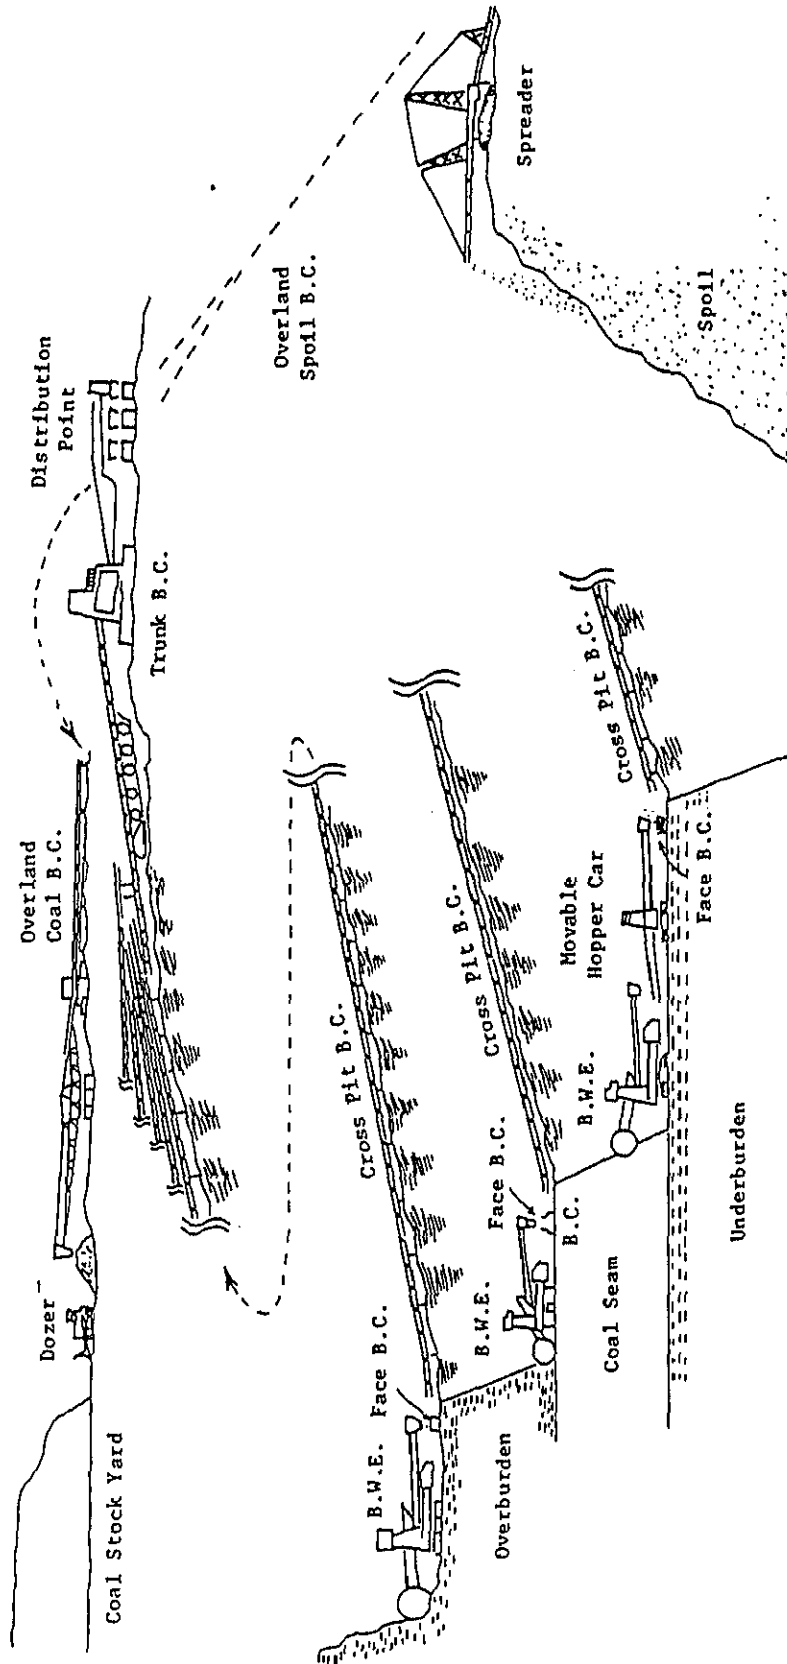 Coal Stock Yard
Dozer
Overland
Coal B.C.
Trunk B.C.
Distribution
Point
Overland
Spoil B.C.
Spreader
Spoil
B.W.E.
Face B.C.
Cross Pit B.C.
Overburden
B.W.E.
Face B.C.
Cross Pit B.C.
B.C.
Coal Seam
B.W.E.
Movable
Hopper Car
Cross Pit B.C.
Face B.C.
Underburden